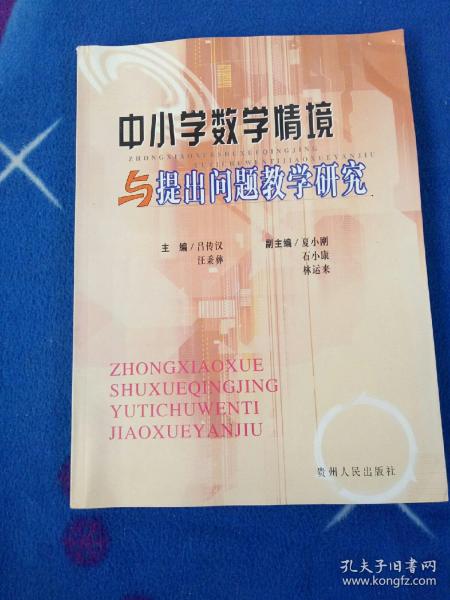 中小学数学情境
ZHONGXIAOXUESHUXUEQINGJING
YUTICHUWENTIJIAOXUEYANJIU
与提出问题教学研究
主 编/吕传汉 副主编/夏小刚
汪秉彝 石小康
林运来
ZHONGXIAOXUE
SHUXUEQINGJING
YUTICHUWENTI
JIAOXUEYANJIU
贵州人民出版社
孔夫子旧书网
www.kongfz.com